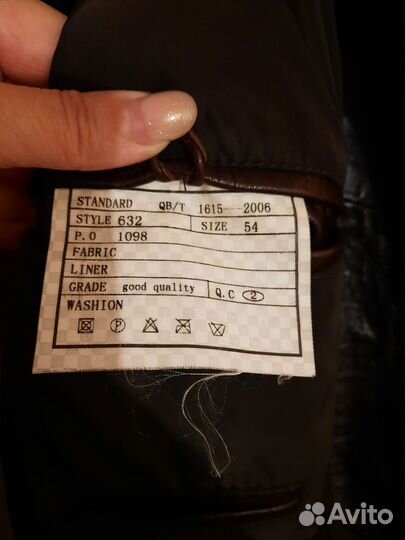 STANDARD QB/T 1615--2006
STYLE 632 SIZE 54
P.O 1098
FABRIC
LINER
GRADE good quality Q.C 2
WASHION
P
Avito